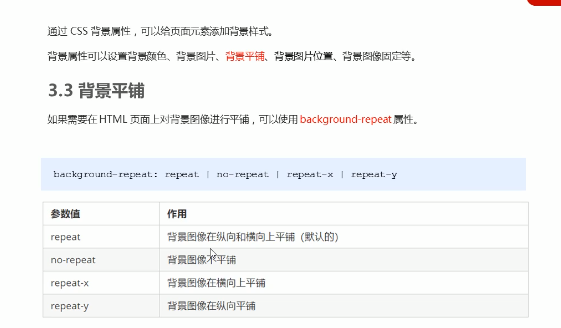 通过 CSS 背景属性，可以给页面元素添加背景样式。
背景属性可以设置背景颜色、背景图片、背景平铺、背景图片位置、背景图像固定等。
3.3 背景平铺
如果需要在 HTML 页面上对背景图像进行平铺，可以使用 background-repeat 属性。
background-repeat: repeat | no-repeat | repeat-x | repeat-y
参数值 作用
repeat 背景图像在纵向和横向上平铺（默认的）
no-repeat 背景图像不平铺
repeat-x 背景图像在横向上平铺
repeat-y 背景图像在纵向平铺